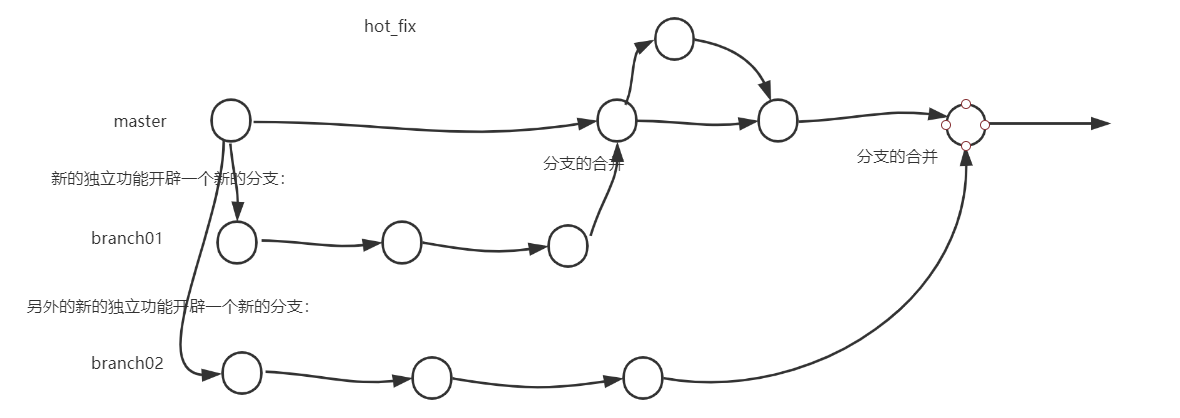 hot_fix
master
分支的合并
分支的合并
新的独立功能开辟一个新的分支：
branch01
另外的新的独立功能开辟一个新的分支：
branch02